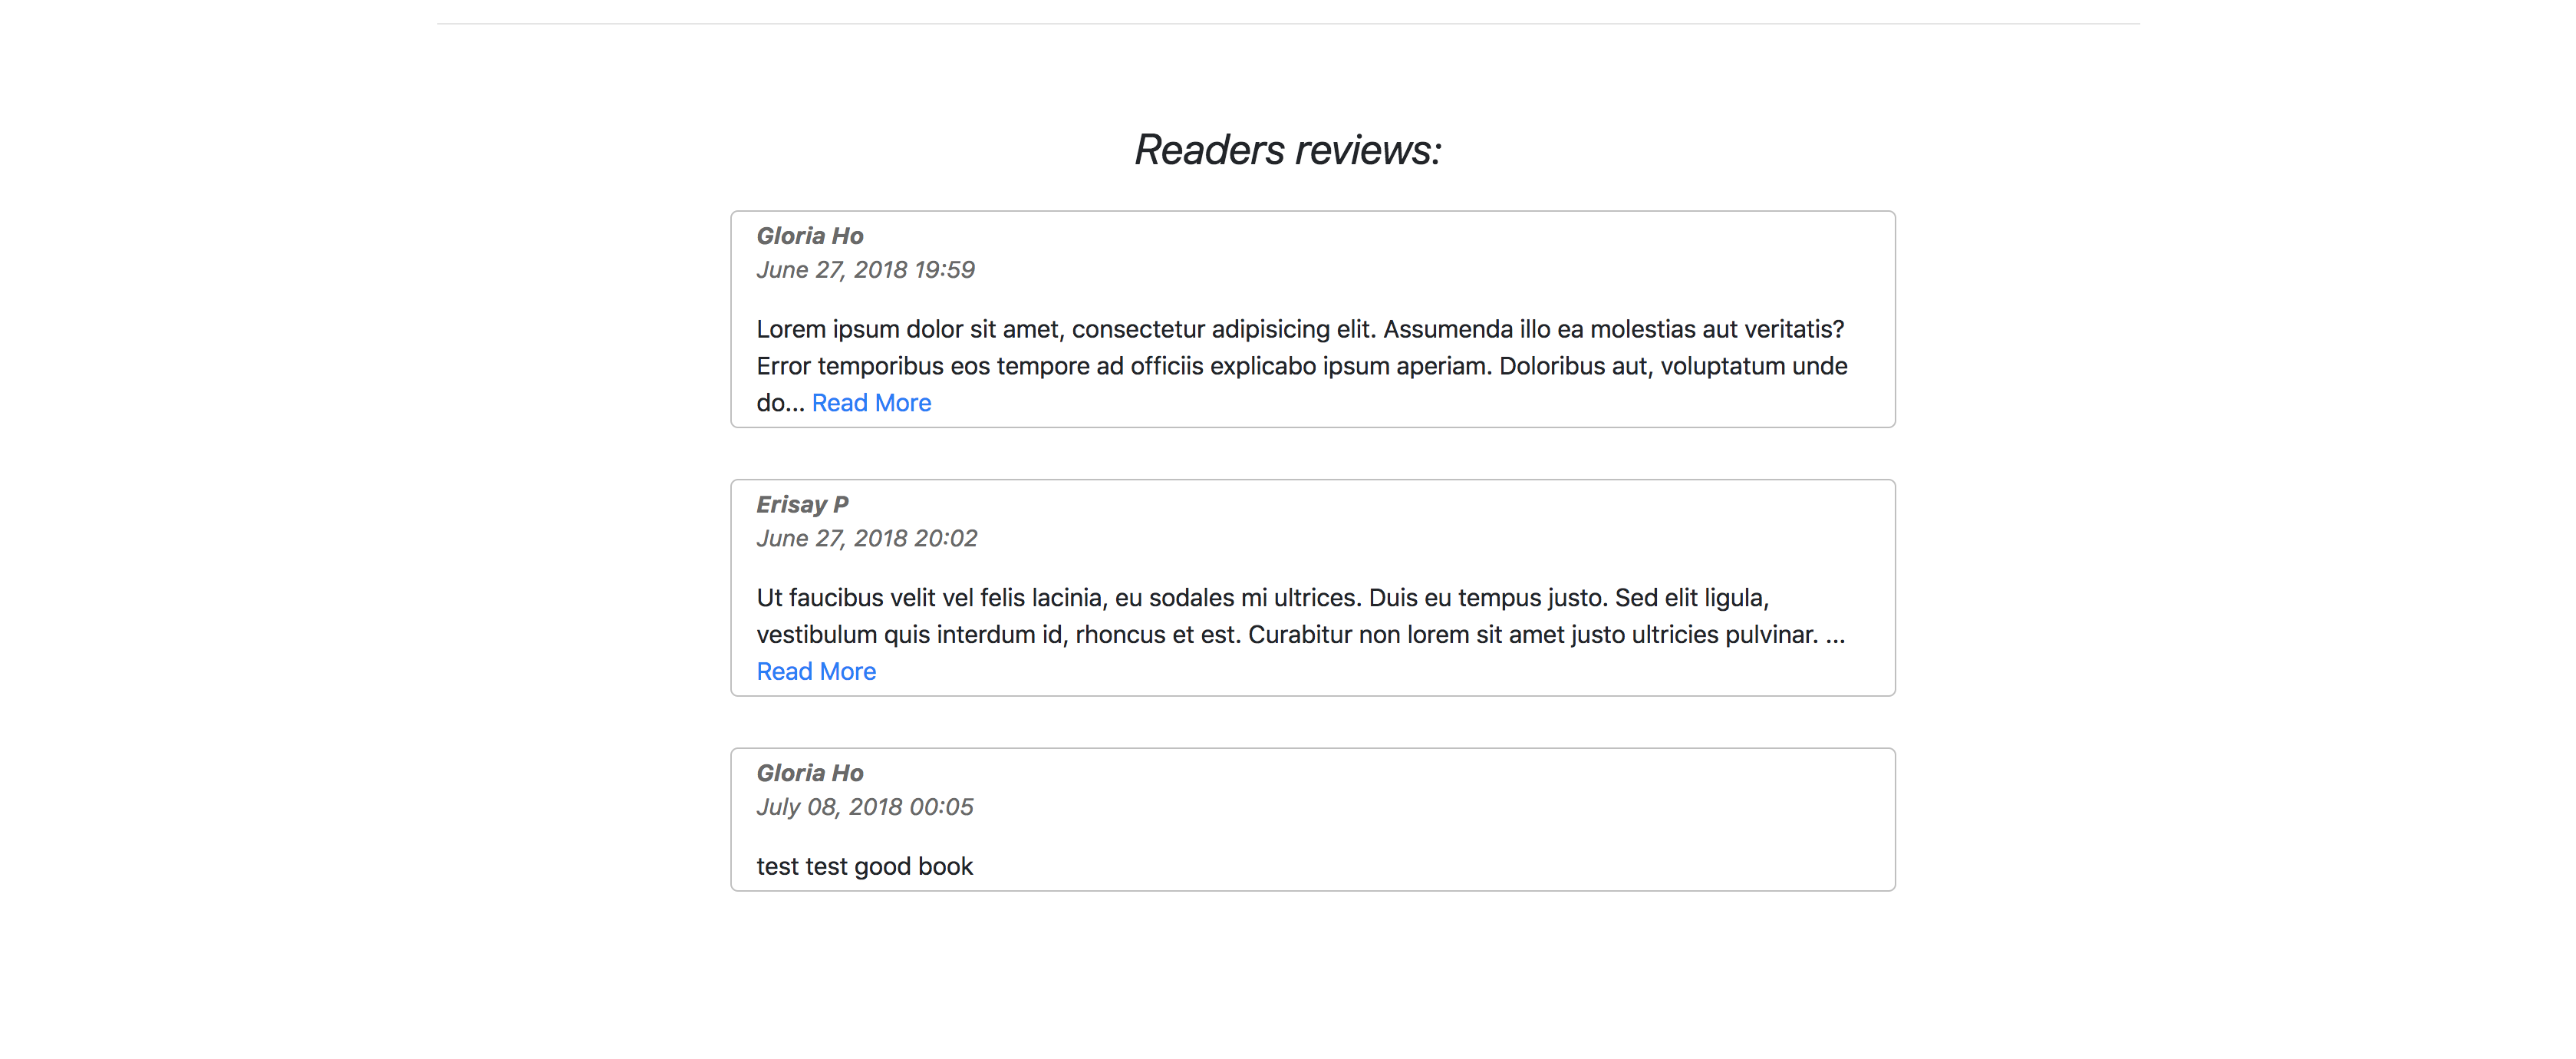 Readers reviews:
Gloria Ho
June 27, 2018 19:59
Lorem ipsum dolor sit amet, consectetur adipisicing elit. Assumenda illo ea molestias aut veritatis?
Error temporibus eos tempore ad officiis explicabo ipsum aperiam. Doloribus aut, voluptatum unde
do... Read More
Erisay P
June 27, 2018 20:02
Ut faucibus velit vel felis lacinia, eu sodales mi ultrices. Duis eu tempus justo. Sed elit ligula,
vestibulum quis interdum id, rhoncus et est. Curabitur non lorem sit amet justo ultricies pulvinar. ...
Read More
Gloria Ho
July 08, 2018 00:05
test test good book